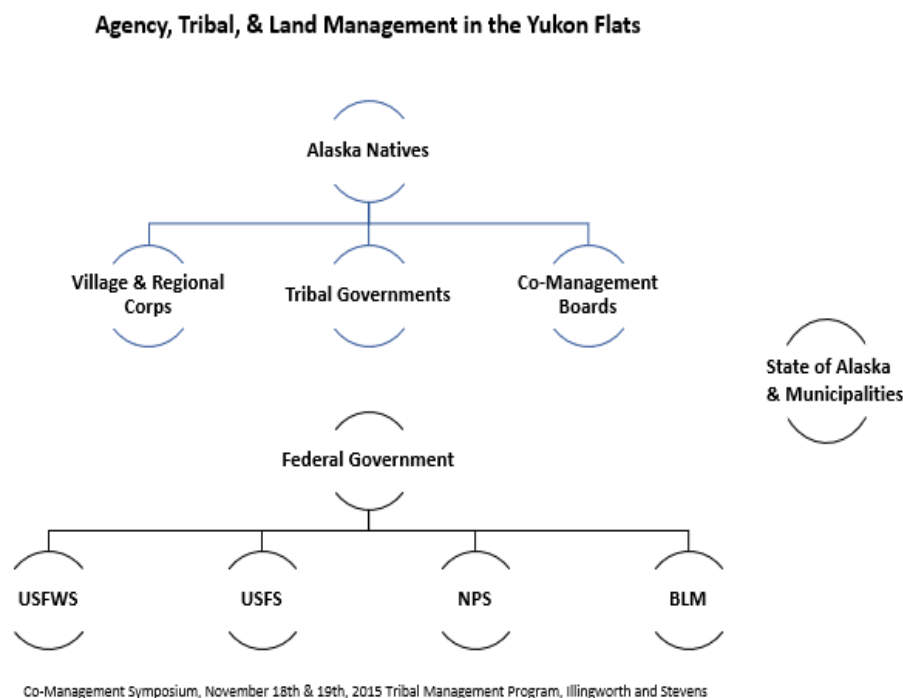 Agency, Tribal, & Land Management in the Yukon Flats
Alaska Natives
Village & Regional
Corps
Tribal Governments
Co-Management
Boards
State of Alaska
& Municipalities
Federal Government
USFWS
USFS
NPS
BLM
Co-Management Symposium, November 18th & 19th, 2015 Tribal Management Program, Illingworth and Stevens